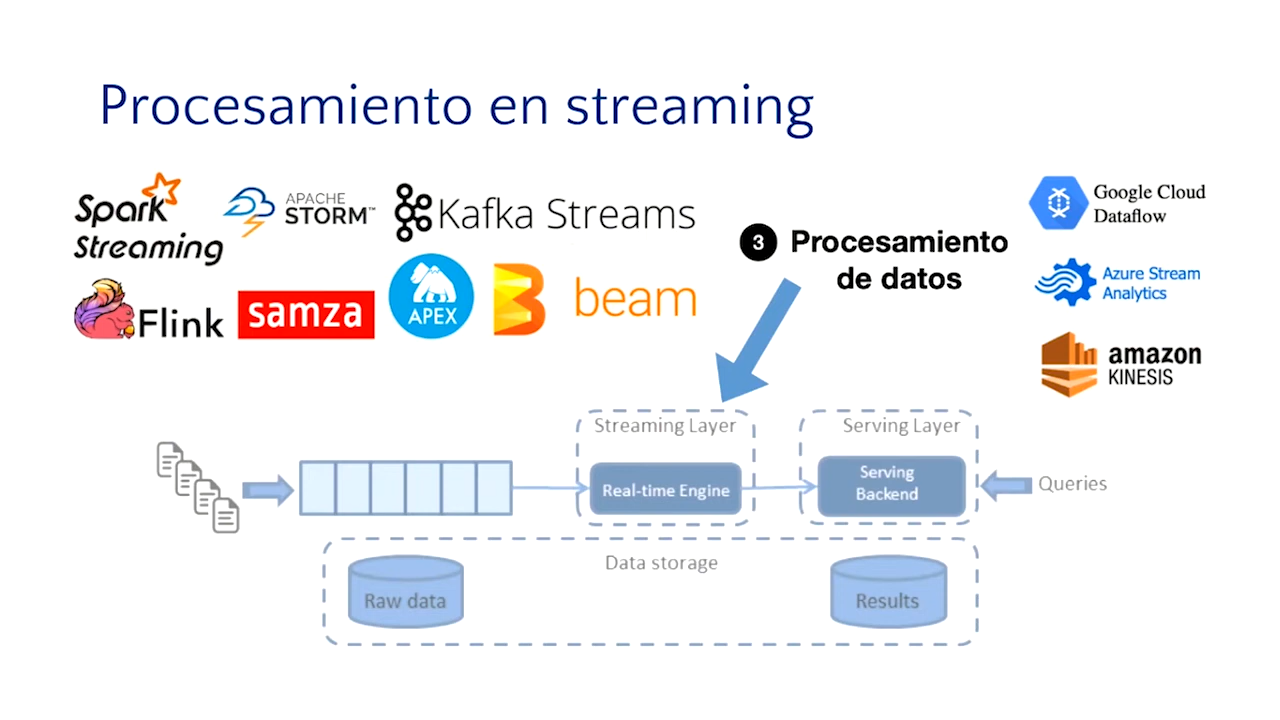 Procesamiento en streaming
Spark
Streaming
APACHE
STORM™
Kafka Streams
Flink
samza
APEX
beam
3 Procesamiento
de datos
Google Cloud
Dataflow
Azure Stream
Analytics
amazon
KINESIS
Streaming Layer
Real-time Engine
Serving Layer
Serving
Backend
Queries
Data storage
Raw data
Results